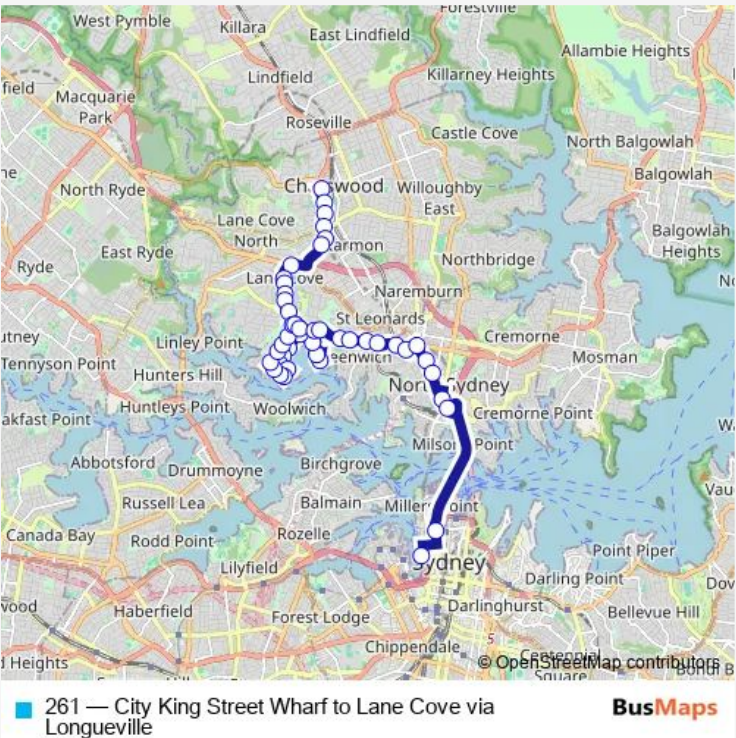 West Pymble
Killara
Forestville
East Lindfield
Allambie Heights
Lindfield
Killarney Heights
field
Macquarie
Park
Roseville
Castle Cove
North Balgowlah
Balgowlah
North Ryde
Willoughby
East
Lane Cove
North
East Ryde
Balgowlah
Heights
Ryde
Northbridge
Naremburn
St Leonards
Cremorne
Linley Point
Mosman
Tennyson Point
Hunters Hill
Huntleys Point
Woolwich
Cremorne Point
Abbotsford
Drummoyne
Birchgrove
Russell Lea
Balmain
Canada Bay
Rodd Point
Rozelle
Point Piper
Lilyfield
Darling Point
Haberfield
Forest Lodge
Darlinghurst
Bellevue Hill
Chippendale
Centennial
Square
© OpenStreetMap contributors
261 — City King Street Wharf to Lane Cove via
Longueville
BusMaps